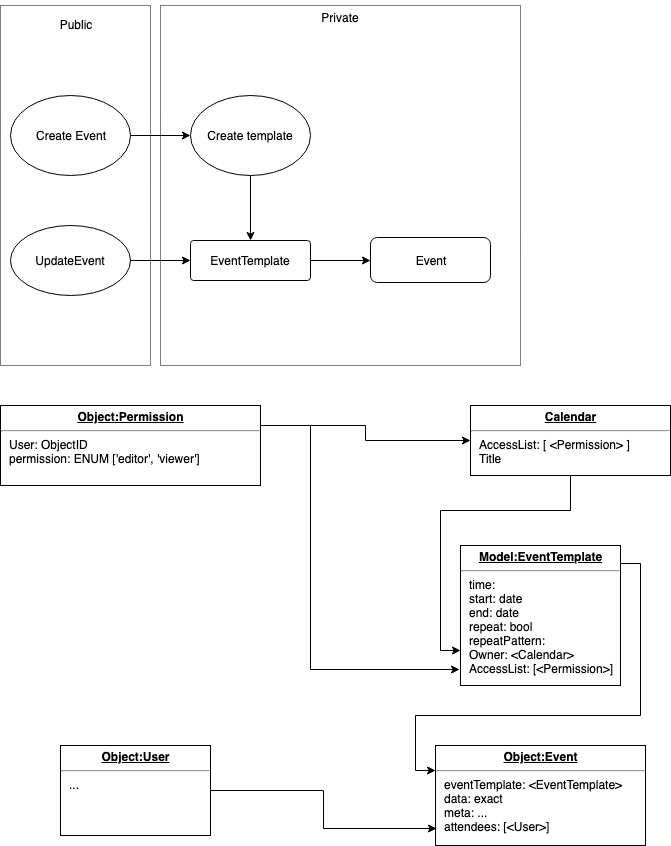 Public
Private
Create Event
Create template
UpdateEvent
EventTemplate
Event
Object:Permission
User: ObjectID
permission: ENUM ['editor', 'viewer']
Calendar
AccessList: [ <Permission> ]
Title
Model:EventTemplate
time:
start: date
end: date
repeat: bool
repeatPattern:
Owner: <Calendar>
AccessList: [<Permission>]
Object:User
...
Object:Event
eventTemplate: <EventTemplate>
data: exact
meta: ...
attendees: [<User>]